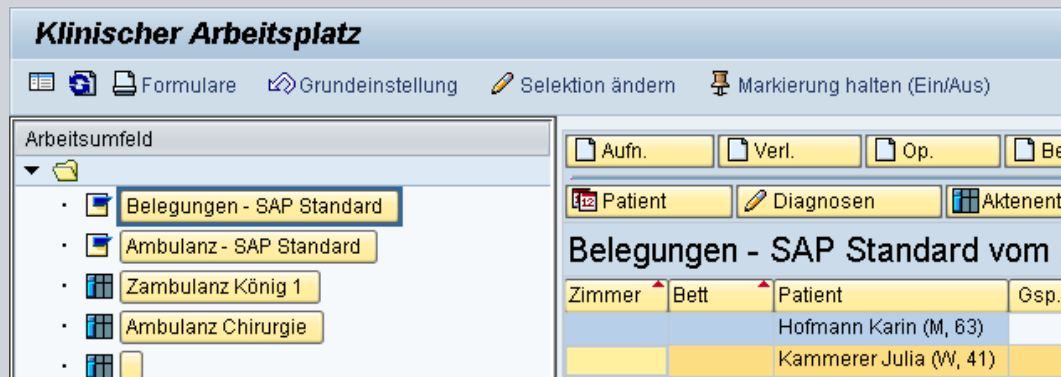 Klinischer Arbeitsplatz
Formulare Grundeinstellung Selektion ändern Markierung halten (Ein/Aus)
Arbeitsumfeld
Belegungen - SAP Standard
Ambulanz - SAP Standard
Zambulanz König 1
Ambulanz Chirurgie
Aufn. Verl. Op. Be
Patient Diagnosen Aktenent
Belegungen - SAP Standard vom
Zimmer Bett Patient Gsp.
Hofmann Karin (M, 63)
Kammerer Julia (W, 41)